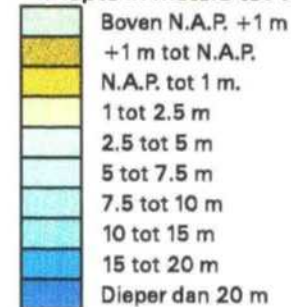 Boven N.A.P. +1 m
+1 m tot N.A.P.
N.A.P. tot 1 m.
1 tot 2.5 m
2.5 tot 5 m
5 tot 7.5 m
7.5 tot 10 m
10 tot 15 m
15 tot 20 m
Dieper dan 20 m